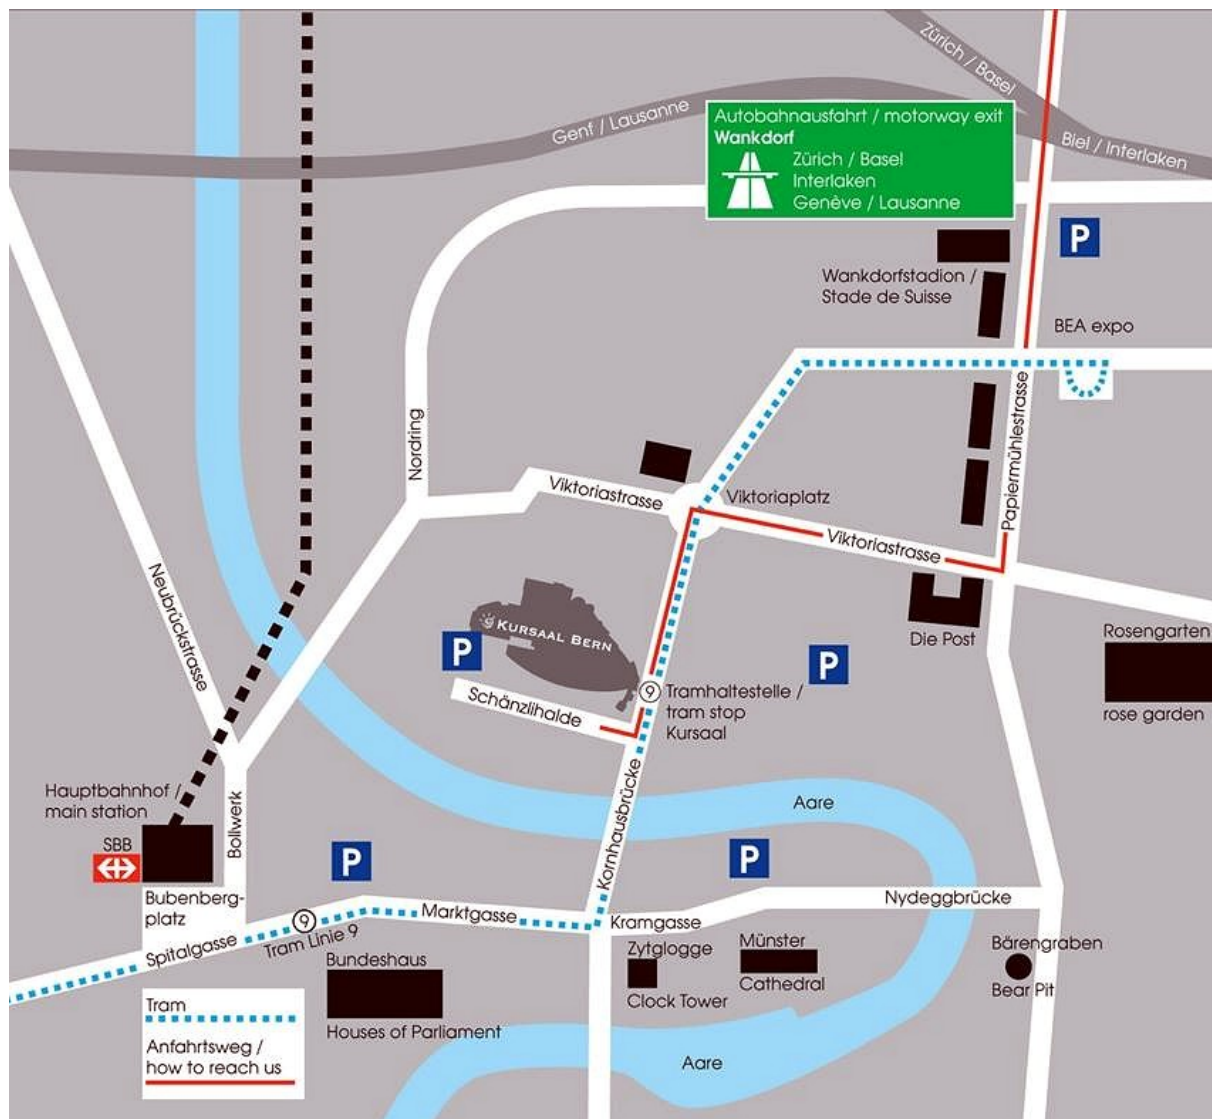 Zürich / Basel
Genf / Lausanne
Autobahnausfahrt / motorway exit
Wankdorf
Zürich / Basel
Interlaken
Genève / Lausanne
Biel / Interlaken
P
Wankdorfstadion /
Stade de Suisse
BEA expo
Nordring
Papiermühlestrasse
Viktoriastrasse
Viktoriaplatz
Viktoriastrasse
Neubrückstrasse
KURSAAL BERN
P
Die Post
Rosengarten
rose garden
P
Schänzlihalde
9
Tramhaltestelle /
tram stop
Kursaal
Hauptbahnhof /
main station
SBB
Bollwerk
Kornhausbrücke
Aare
P
P
Bubenberg-
platz
Spitalgasse
9
Tram Linie 9
Marktgasse
Kramgasse
Nydeggbrücke
Bundeshaus
Houses of Parliament
Zytglogge
Clock Tower
Münster
Cathedral
Bärengraben
Bear Pit
Aare
Tram
Anfahrtsweg /
how to reach us